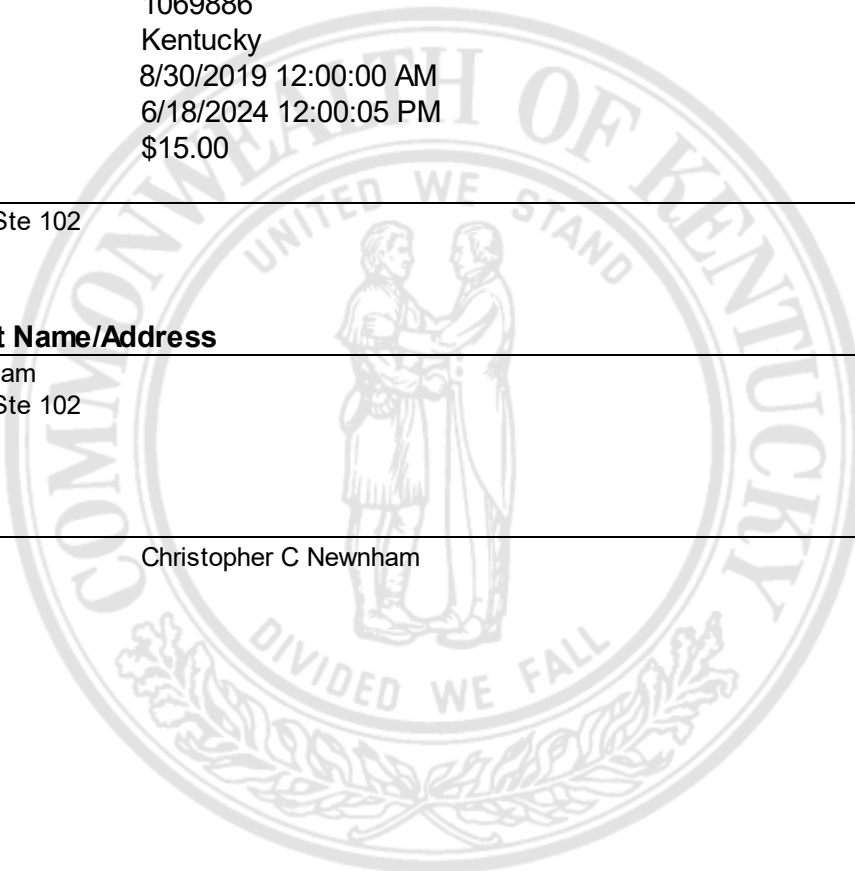 1069886
Kentucky
8/30/2019 12:00:00 AM
6/18/2024 12:00:05 PM
$15.00
Ste 102
t Name/Address
am
Ste 102
Christopher C Newnham
COMMONWEALTH OF KENTUCKY
UNITED WE STAND
DIVIDED WE FALL